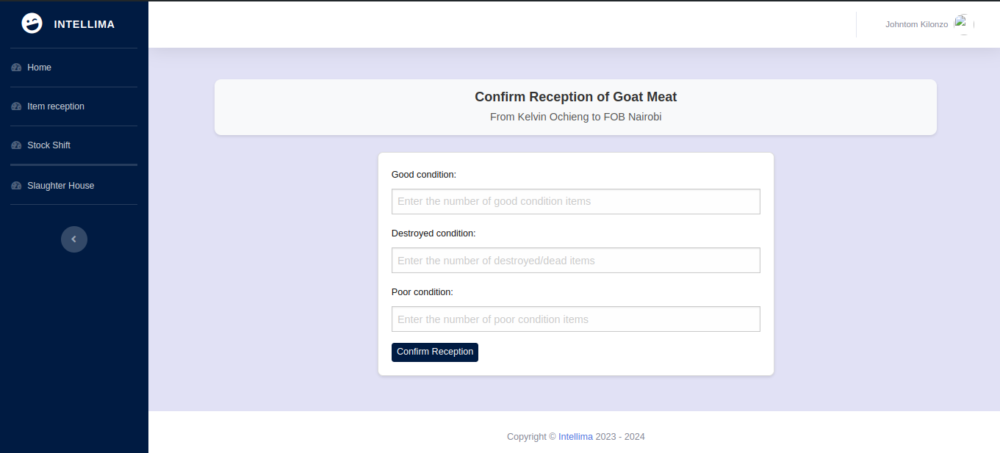 INTELLIMA
Home
Item reception
Stock Shift
Slaughter House
Johntom Kilonzo
Confirm Reception of Goat Meat
From Kelvin Ochieng to FOB Nairobi
Good condition:
Enter the number of good condition items
Destroyed condition:
Enter the number of destroyed/dead items
Poor condition:
Enter the number of poor condition items
Confirm Reception
Copyright © Intellima 2023 - 2024